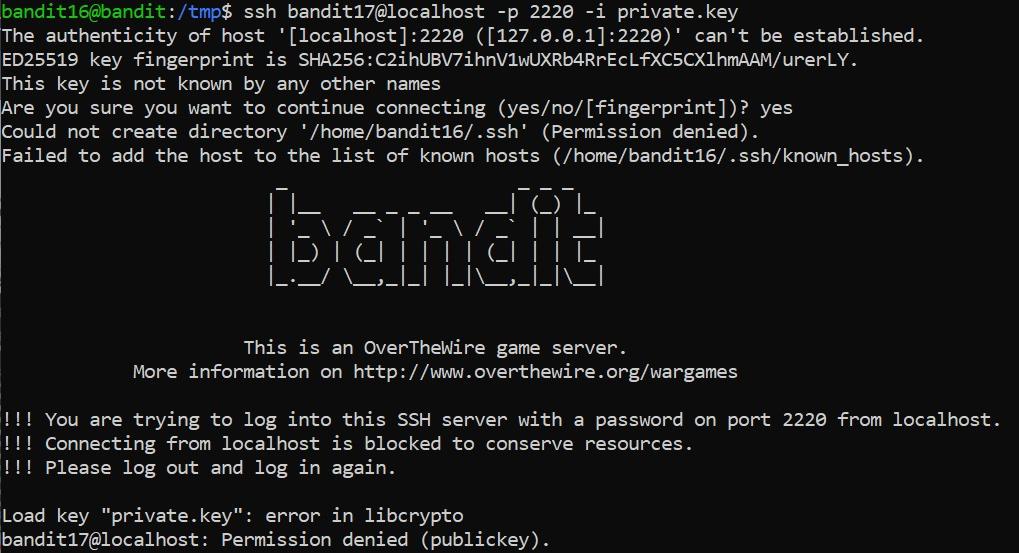 bandit16@bandit:/tmp$ ssh bandit17@localhost -p 2220 -i private.key
The authenticity of host '[localhost]:2220 ([127.0.0.1]:2220)' can't be established.
ED25519 key fingerprint is SHA256:C2ihUBV7ihnV1wUXRb4RrEcLfXC5CXlhmAAM/urerLY.
This key is not known by any other names
Are you sure you want to continue connecting (yes/no/[fingerprint])? yes
Could not create directory '/home/bandit16/.ssh' (Permission denied).
Failed to add the host to the list of known hosts (/home/bandit16/.ssh/known_hosts).
bandit
This is an OverTheWire game server.
More information on http://www.overthewire.org/wargames
!!! You are trying to log into this SSH server with a password on port 2220 from localhost.
!!! Connecting from localhost is blocked to conserve resources.
!!! Please log out and log in again.
Load key "private.key": error in libcrypto
bandit17@localhost: Permission denied (publickey).